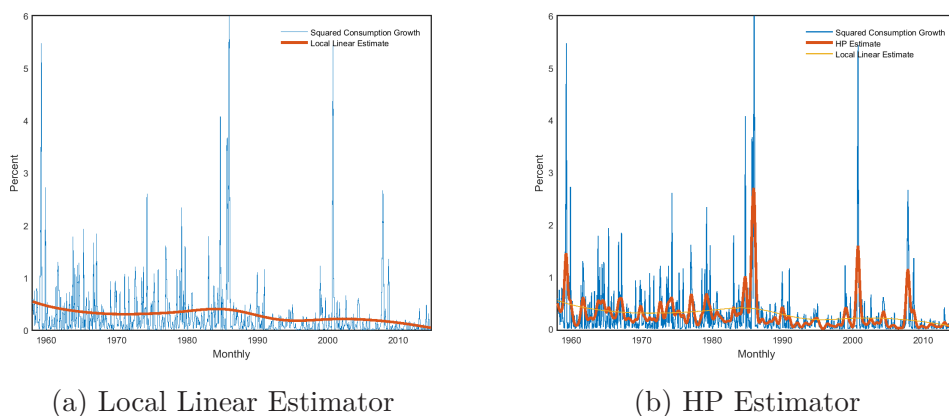 6
5
4
3
2
1
0
Percent
1960 1970 1980 1990 2000 2010
Monthly
Squared Consumption Growth
Local Linear Estimate
(a) Local Linear Estimator
6
5
4
3
2
1
0
Percent
1960 1970 1980 1990 2000 2010
Monthly
Squared Consumption Growth
HP Estimate
Local Linear Estimate
(b) HP Estimator